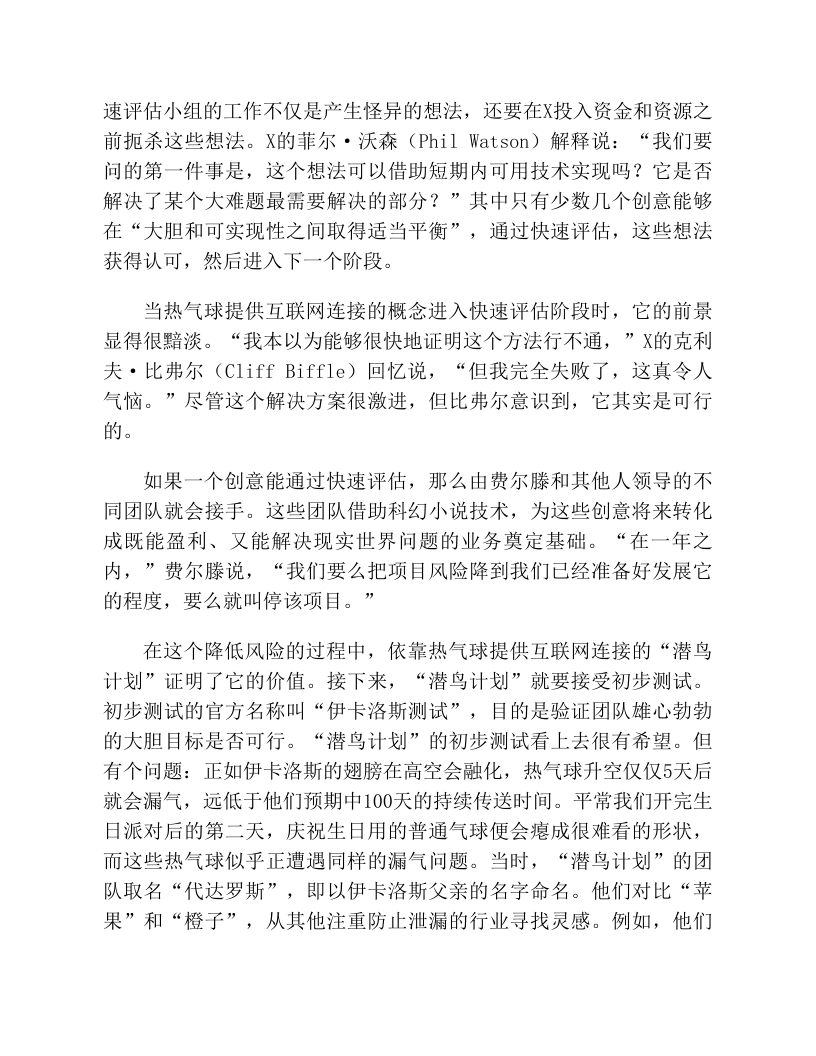 速评估小组的工作不仅是产生怪异的想法，还要在X投入资金和资源之
前扼杀这些想法。X的菲尔·沃森（Phil Watson）解释说：“我们要
问的第一件事是，这个想法可以借助短期内可用技术实现吗？它是否
解决了某个大难题最需要解决的部分？”其中只有少数几个创意能够
在“大胆和可实现性之间取得适当平衡”，通过快速评估，这些想法
获得认可，然后进入下一个阶段。
当热气球提供互联网连接的概念进入快速评估阶段时，它的前景
显得很黯淡。“我本以为能够很快地证明这个方法行不通，”X的克利
夫·比弗尔（Cliff Biffle）回忆说，“但我完全失败了，这真令人
气恼。”尽管这个解决方案很激进，但比弗尔意识到，它其实是可行
的。
如果一个创意能通过快速评估，那么由费尔滕和其他人领导的不
同团队就会接手。这些团队借助科幻小说技术，为这些创意将来转化
成既能盈利、又能解决现实世界问题的业务奠定基础。“在一年之
内，”费尔滕说，“我们要么把项目风险降到我们已经准备好发展它
的程度，要么就叫停该项目。”
在这个降低风险的过程中，依靠热气球提供互联网连接的“潜鸟
计划”证明了它的价值。接下来，“潜鸟计划”就要接受初步测试。
初步测试的官方名称叫“伊卡洛斯测试”，目的是验证团队雄心勃勃
的大胆目标是否可行。“潜鸟计划”的初步测试看上去很有希望。但
有个问题：正如伊卡洛斯的翅膀在高空会融化，热气球升空仅仅5天后
就会漏气，远低于他们预期中100天的持续传送时间。平常我们开完生
日派对后的第二天，庆祝生日用的普通气球便会瘪成很难看的形状，
而这些热气球似乎正遭遇同样的漏气问题。当时，“潜鸟计划”的团
队取名“代达罗斯”，即以伊卡洛斯父亲的名字命名。他们对比“苹
果”和“橙子”，从其他注重防止泄漏的行业寻找灵感。例如，他们